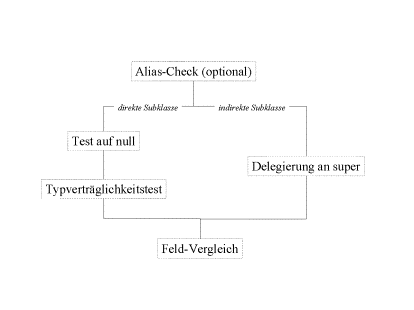 Alias-Check (optional)
direkte Subklasse
indirekte Subklasse
Test auf null
Delegierung an super
Typverträglichkeitstest
Feld-Vergleich